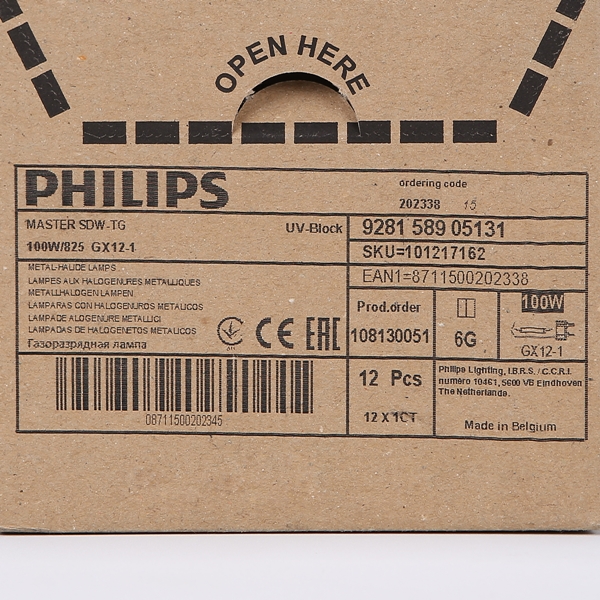 OPEN HERE
PHILIPS
ordering code
202338 15
MASTER SDW-TG
UV-Block
100W/825 GX12-1
9281 589 05131
SKU=101217162
METAL-HALIDE LAMPS
LAMPES AUX HALOGENURES METALLIQUES
METALLHALOGEN LAMPEN
LAMPARAS CON HALOGENUROS METALICOS
LAMPADE ALOGENURE METALLICI
LAMPADAS DE HALOGENETOS METALICOS
Газоразрядная лампа
CE EAC
EAN1=8711500202338
Prod.order
108130051
6G
100W
GX12-1
08711500202345
12 Pcs
12 X 1CT
Philips Lighting, I.B.R.S. / C.C.R.I.
numéro 10461, 5600 VB Eindhoven
The Netherlands.
Made in Belgium